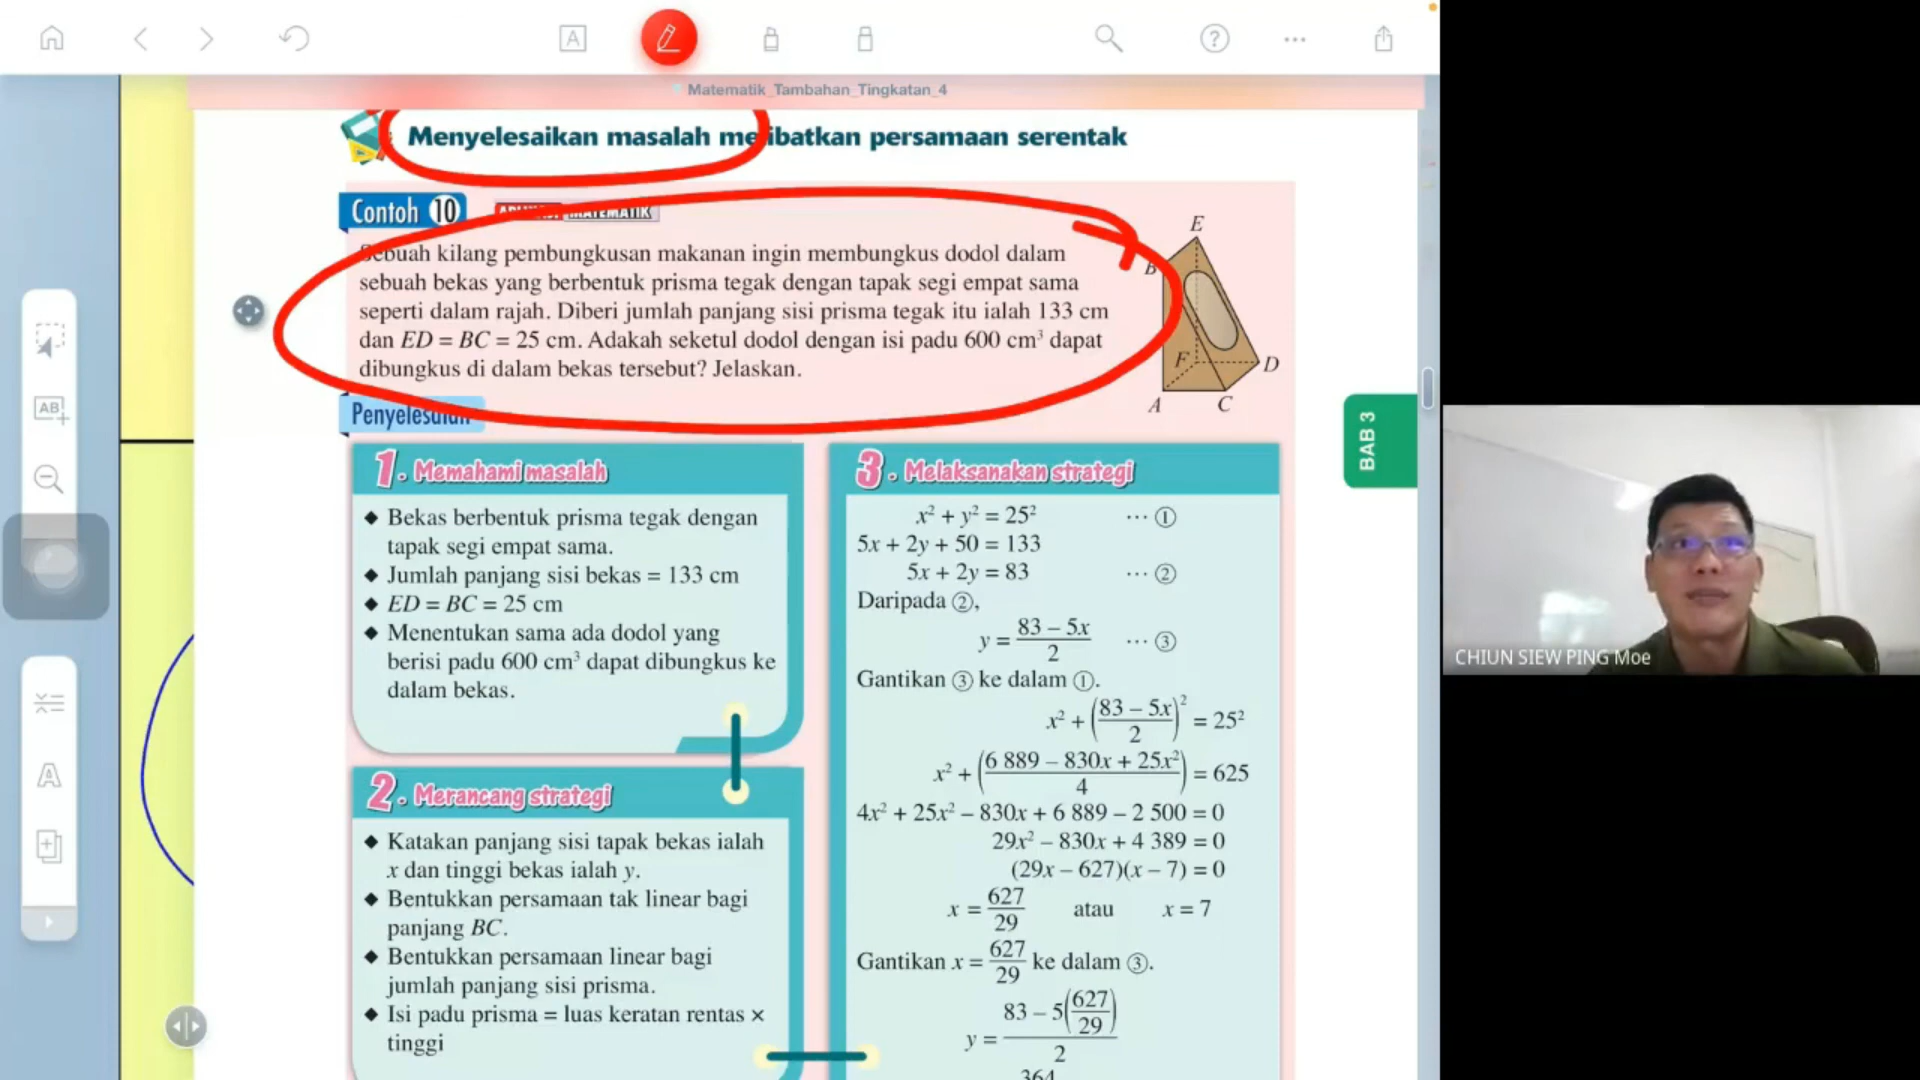 Matematik_Tambahan_Tingkatan_4
Menyelesaikan masalah melibatkan persamaan serentak
Contoh 10
APLIKASI MATEMATIK
Sebuah kilang pembungkusan makanan ingin membungkus dodol dalam
sebuah bekas yang berbentuk prisma tegak dengan tapak segi empat sama
seperti dalam rajah. Diberi jumlah panjang sisi prisma tegak itu ialah 133 cm
dan ED = BC = 25 cm. Adakah seketul dodol dengan isi padu 600 cm³ dapat
dibungkus di dalam bekas tersebut? Jelaskan.
E
B
F
D
A
C
Penyelesaian
1. Memahami masalah
◆ Bekas berbentuk prisma tegak dengan
tapak segi empat sama.
◆ Jumlah panjang sisi bekas = 133 cm
◆ ED = BC = 25 cm
◆ Menentukan sama ada dodol yang
berisi padu 600 cm³ dapat dibungkus ke
dalam bekas.
2. Merancang strategi
◆ Katakan panjang sisi tapak bekas ialah
x dan tinggi bekas ialah y.
◆ Bentukkan persamaan tak linear bagi
panjang BC.
◆ Bentukkan persamaan linear bagi
jumlah panjang sisi prisma.
◆ Isi padu prisma = luas keratan rentas ×
tinggi
3. Melaksanakan strategi
x² + y² = 25² ... ①
5x + 2y + 50 = 133
5x + 2y = 83 ... ②
Daripada ②,
y = (83 – 5x)/2 ... ③
Gantikan ③ ke dalam ①.
x² + ((83 – 5x)/2)² = 25²
x² + ((6 889 – 830x + 25x²)/4) = 625
4x² + 25x² – 830x + 6 889 – 2 500 = 0
29x² – 830x + 4 389 = 0
(29x – 627)(x – 7) = 0
x = 627/29 atau x = 7
Gantikan x = 627/29 ke dalam ③.
y = (83 – 5(627/29))/2
364
BAB 3
CHIUN SIEW PING Moe